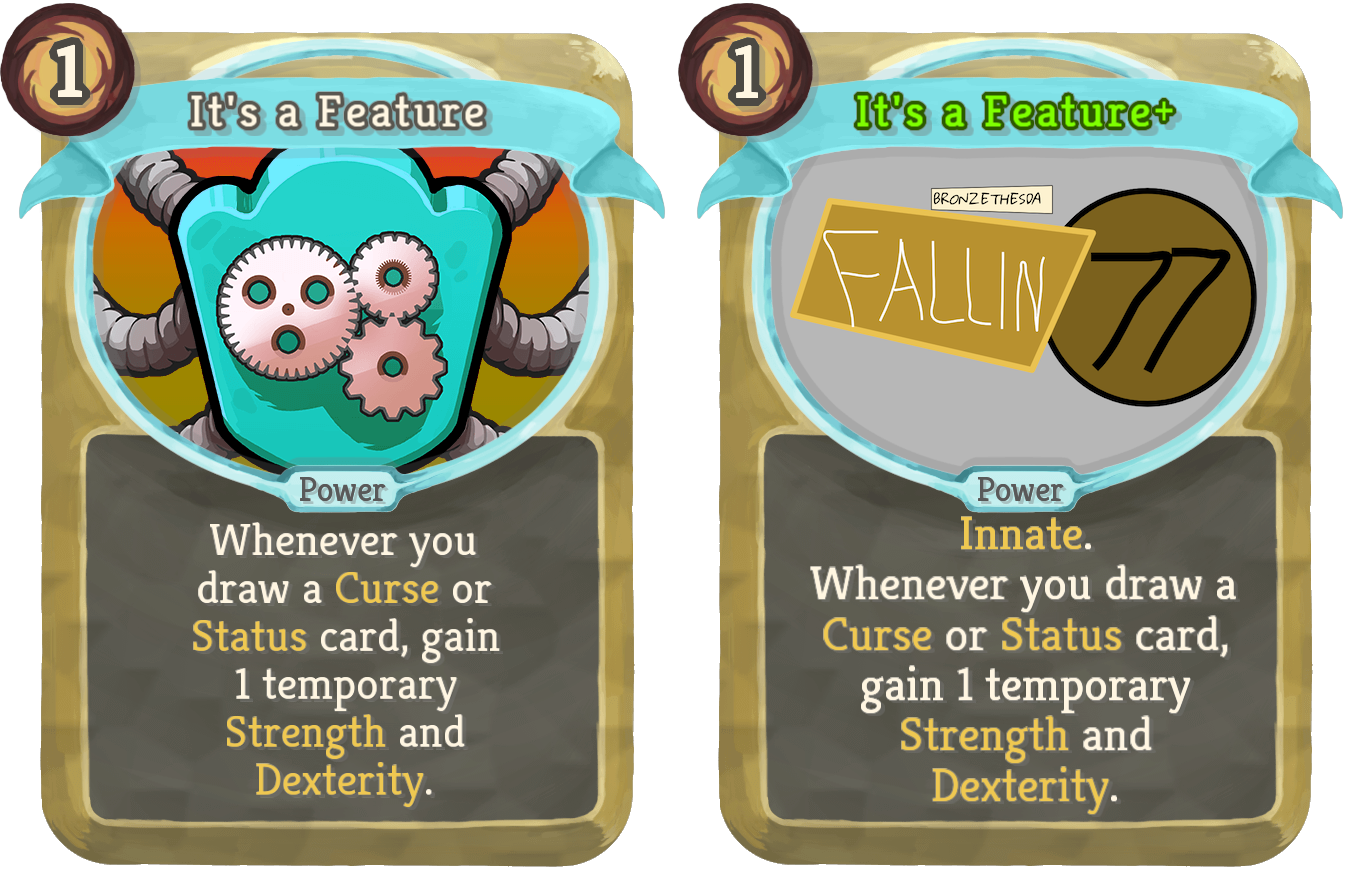 1
It's a Feature
Power
Whenever you
draw a Curse or
Status card, gain
1 temporary
Strength and
Dexterity.
1
It's a Feature+
BRONZETHESDA
FALLIN
77
Power
Innate.
Whenever you draw a
Curse or Status card,
gain 1 temporary
Strength and
Dexterity.